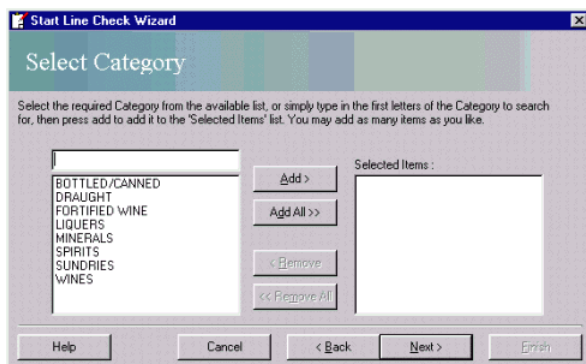 Start Line Check Wizard
Select Category
Select the required Category from the available list, or simply type in the first letters of the Category to search
for, then press add to add it to the 'Selected Items' list. You may add as many items as you like.
Selected Items :
BOTTLED/CANNED
DRAUGHT
FORTIFIED WINE
LIQUERS
MINERALS
SPIRITS
SUNDRIES
WINES
Add >
Add All >>
< Remove
<< Remove All
Help
Cancel
< Back
Next >
Finish